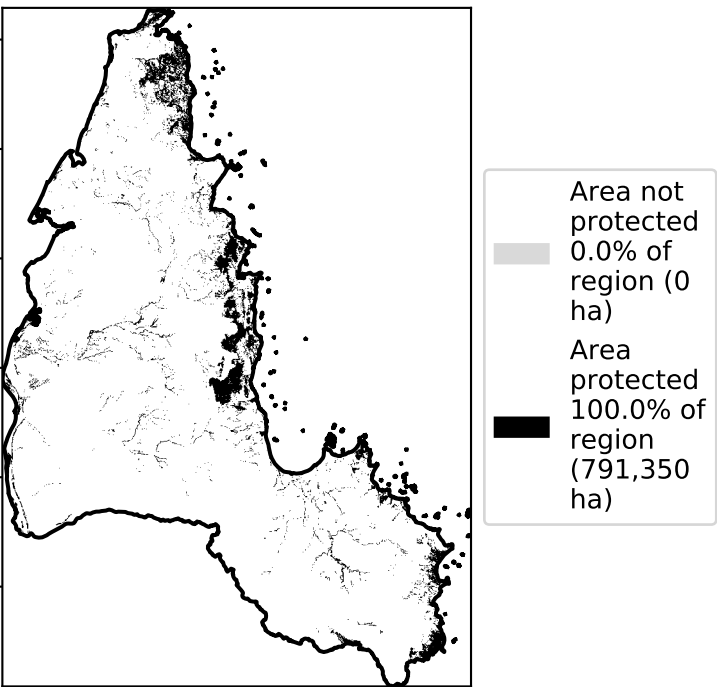 Area not
protected
0.0% of
region (0
ha)
Area
protected
100.0% of
region
(791,350
ha)